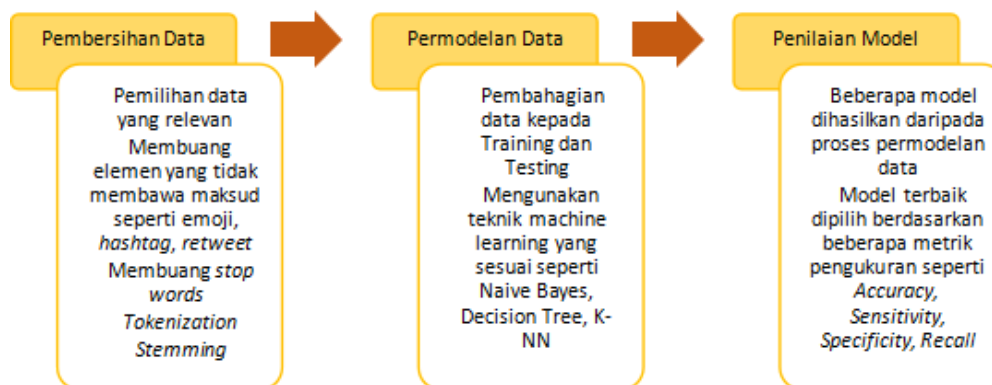 Pembersihan Data
Pemilihan data
yang relevan
Membuang
elemen yang tidak
membawa maksud
seperti emoji,
hashtag, retweet
Membuang stop
words
Tokenization
Stemming
Permodelan Data
Pembahagian
data kepada
Training dan
Testing
Mengunakan
teknik machine
learning yang
sesuai seperti
Naive Bayes,
Decision Tree, K-
NN
Penilaian Model
Beberapa model
dihasilkan daripada
proses permodelan
data
Model terbaik
dipilih berdasarkan
beberapa metrik
pengukuran seperti
Accuracy,
Sensitivity,
Specificity, Recall